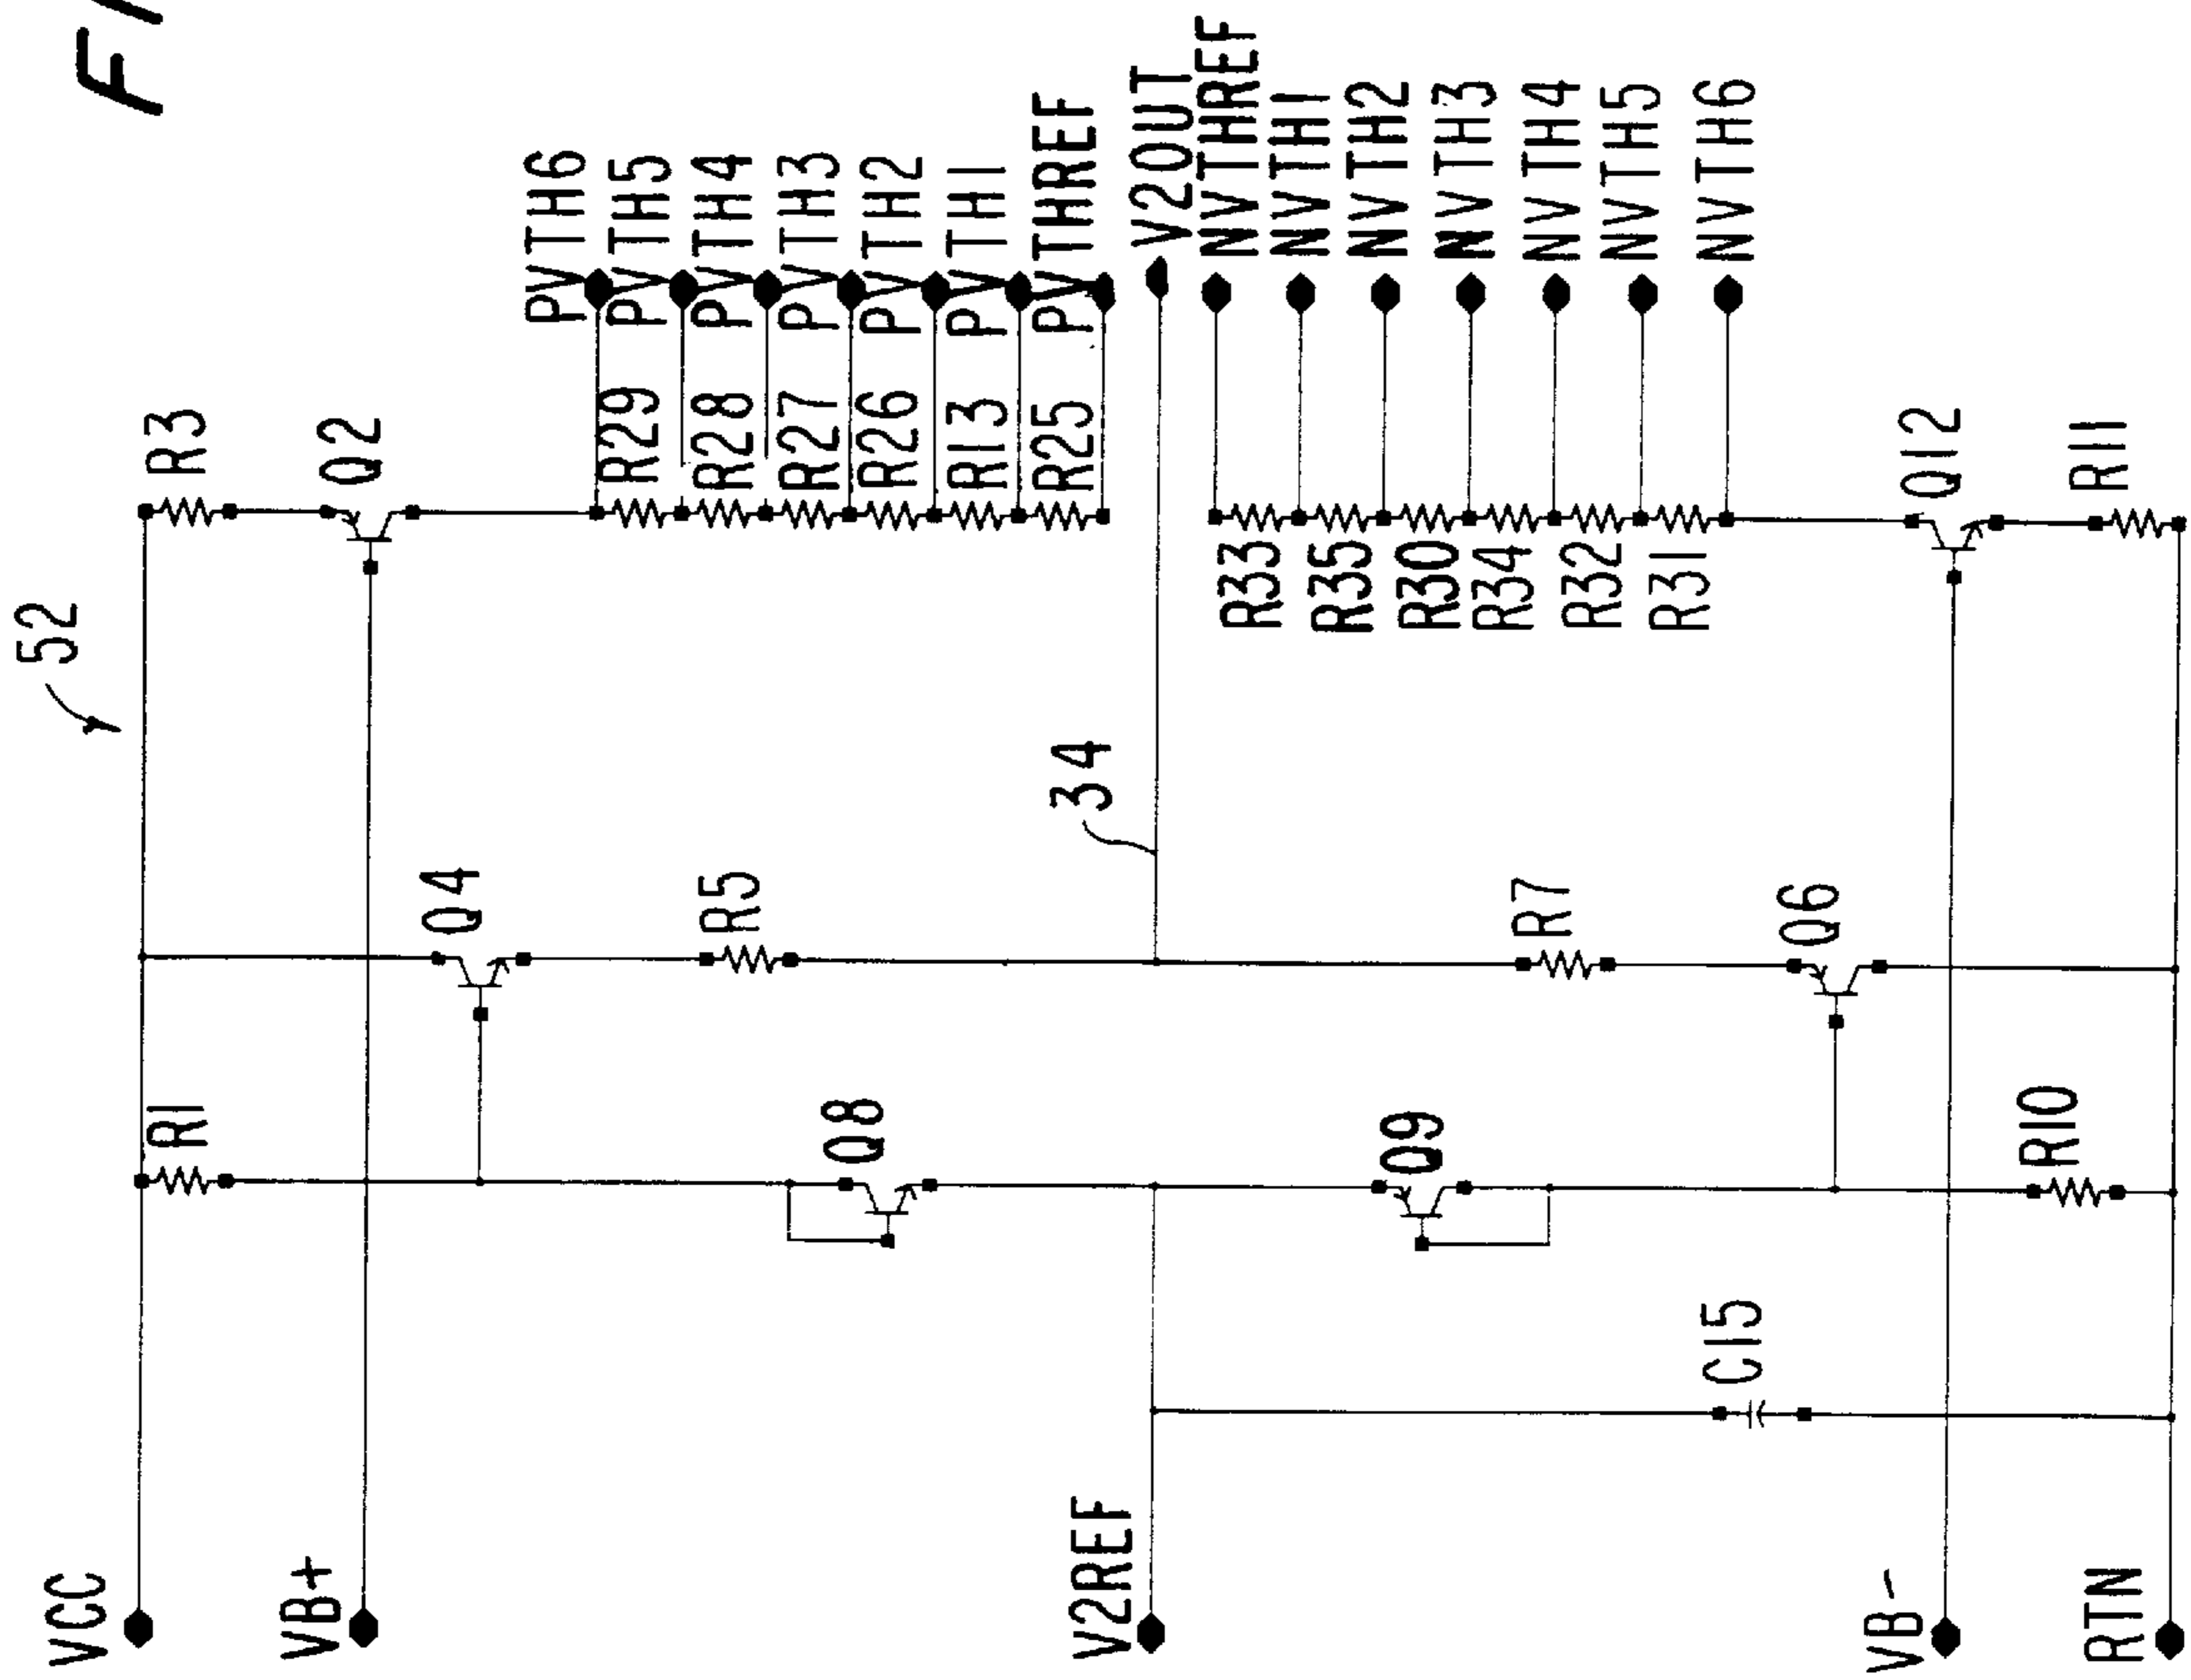 FI
52
VCC
R1
R3
VB+
Q2
Q4
PVTH6
R29
PVTH5
R5
R28
PVTH4
R27
PVTH3
Q8
R26
PVTH2
R13
PVTH1
R25
PVTHREF
V2REF
34
V2OUT
NVTHREF
R33
NVTH1
R35
NVTH2
Q9
R30
NVTH3
R34
R7
NVTH4
R32
NVTH5
R31
C15
NVTH6
Q6
VB-
Q12
R10
RTN
R11